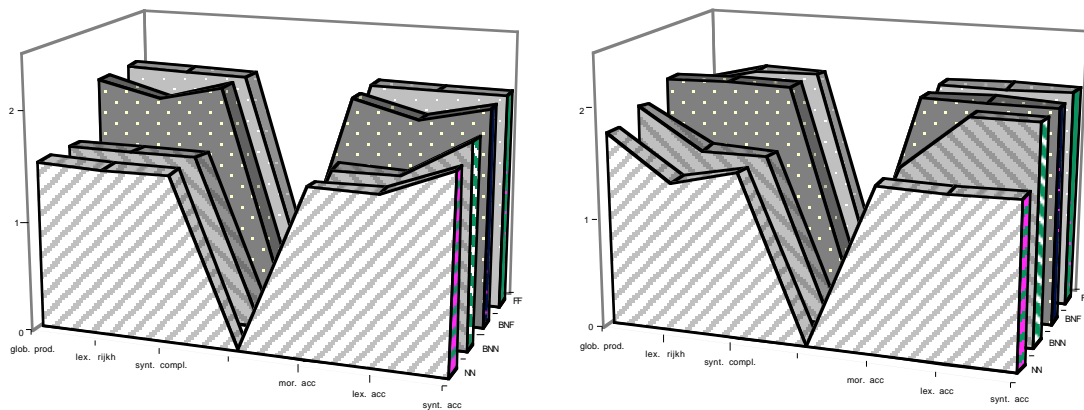 2
1
0
glob. prod.
lex. rijkh
synt. compl.
mor. acc
lex. acc
synt. acc
NN
BNN
BNF
FF
2
1
0
glob. prod.
lex. rijkh
synt. compl.
mor. acc
lex. acc
synt. acc
NN
BNN
BNF